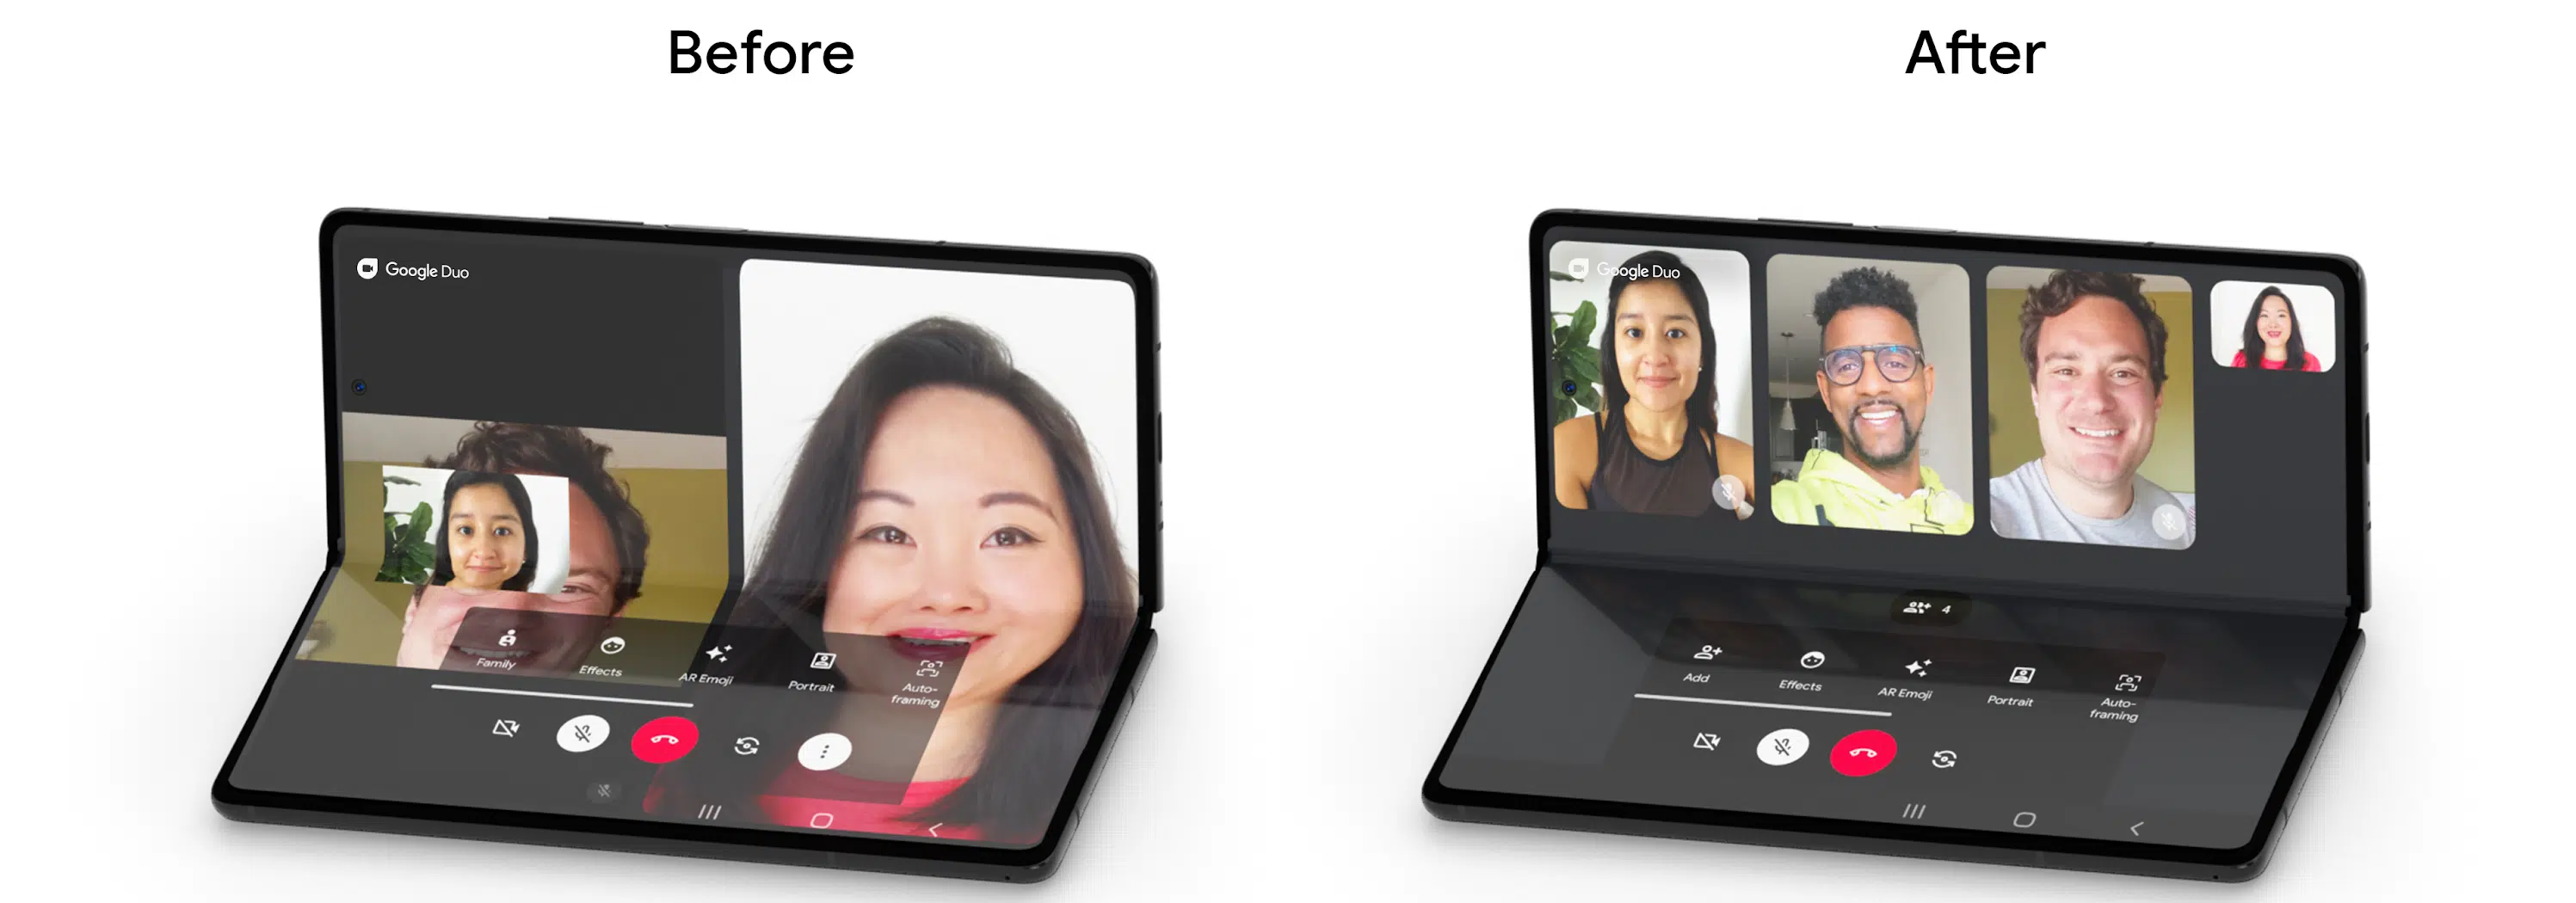 Before
After
Google Duo
Family
Effects
AR Emoji
Portrait
Auto-
framing
Google Duo
4
Add
Effects
AR Emoji
Portrait
Auto-
framing